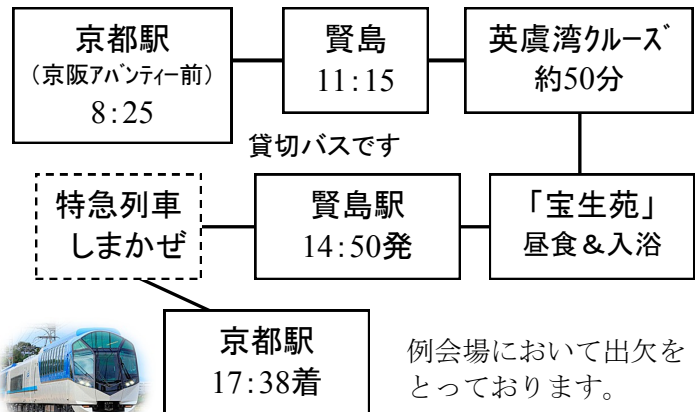 京都駅
（京阪アバンティー前）
8:25
賢島
11:15
英虞湾クルーズ
約50分
貸切バスです
特急列車
しまかぜ
賢島駅
14:50発
「宝生苑」
昼食＆入浴
京都駅
17:38着
例会場において出欠を
とっております。